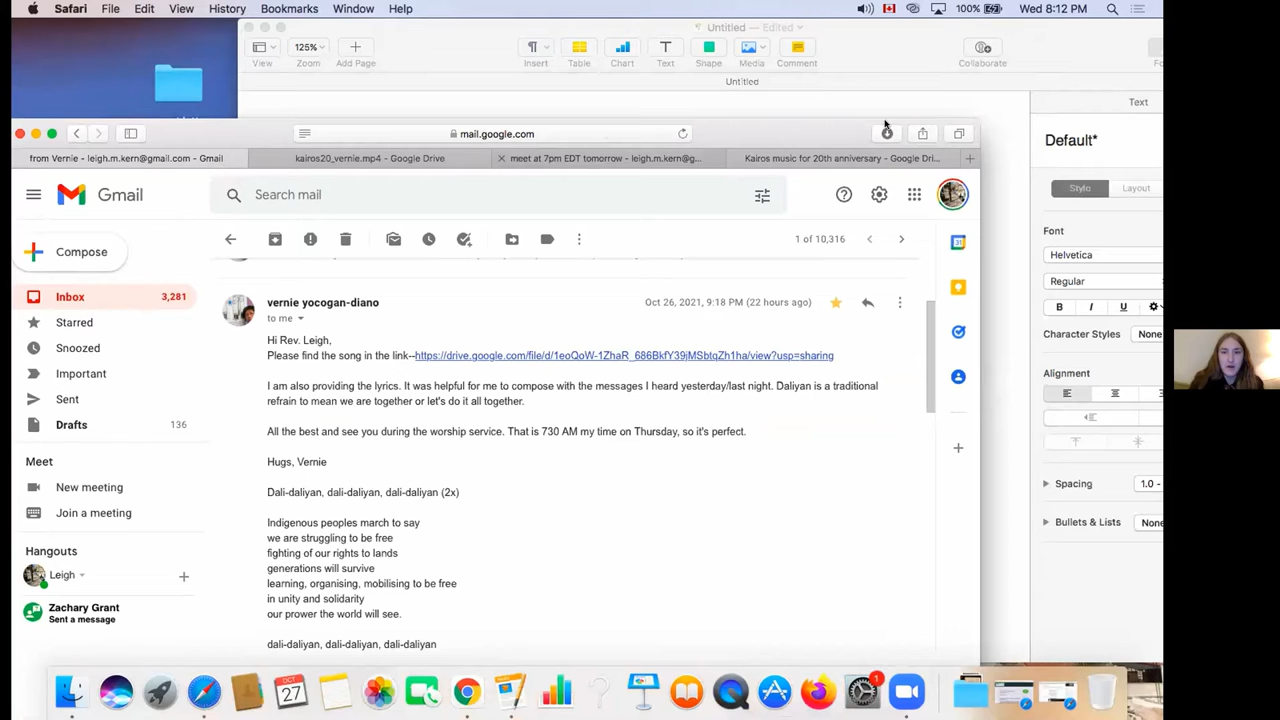 Safari File Edit View History Bookmarks Window Help 100% Wed 8:12 PM
Untitled — Edited
125%
View Zoom Add Page Insert Table Chart Text Shape Media Comment Collaborate
Untitled
Text
mail.google.com
Default*
from Vernie - leigh.m.kern@gmail.com - Gmail kairos20_vernie.mp4 - Google Drive meet at 7pm EDT tomorrow - leigh.m.kern@g... Kairos music for 20th anniversary - Google Dri...
Style Layout
Gmail Search mail
Font
Compose 1 of 10,316
Helvetica
Regular
Inbox 3,281
vernie yocogan-diano Oct 26, 2021, 9:18 PM (22 hours ago)
B I U
to me
Starred
Character Styles None
Hi Rev. Leigh,
Snoozed
Please find the song in the link--https://drive.google.com/file/d/1eoQoW-1ZhaR_686BkfY39jMSbtqZh1ha/view?usp=sharing
Important
Alignment
I am also providing the lyrics. It was helpful for me to compose with the messages I heard yesterday/last night. Daliyan is a traditional
refrain to mean we are together or let's do it all together.
Sent
Drafts 136
All the best and see you during the worship service. That is 730 AM my time on Thursday, so it's perfect.
Meet
Hugs, Vernie
New meeting
Spacing 1.0 -
Dali-daliyan, dali-daliyan, dali-daliyan (2x)
Join a meeting
Bullets & Lists None
Indigenous peoples march to say
we are struggling to be free
Hangouts
fighting of our rights to lands
generations will survive
Leigh
learning, organising, mobilising to be free
in unity and solidarity
Zachary Grant
Sent a message
our prower the world will see.
dali-daliyan, dali-daliyan, dali-daliyan
OCT
27
1